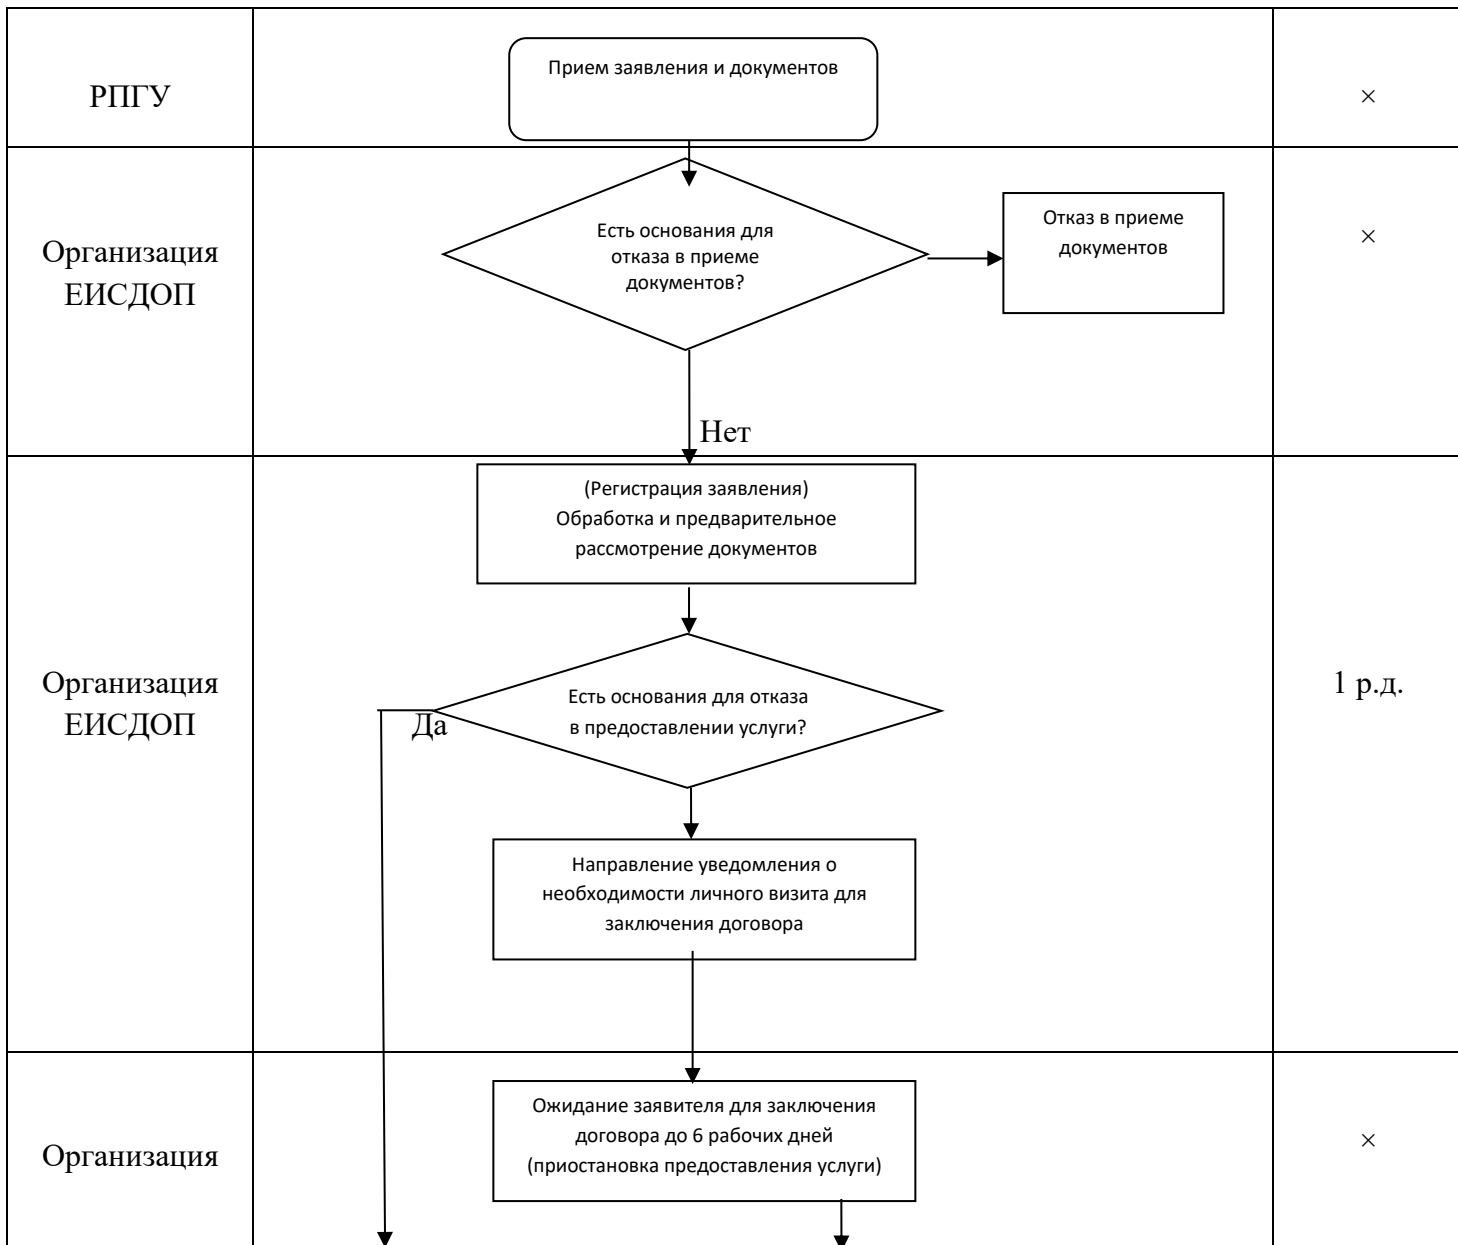 РПГУ
Прием заявления и документов
×
Организация
ЕИСДОП
Есть основания для
отказа в приеме
документов?
Отказ в приеме
документов
×
Нет
Организация
ЕИСДОП
(Регистрация заявления)
Обработка и предварительное
рассмотрение документов
Есть основания для отказа
в предоставлении услуги?
Да
Направление уведомления о
необходимости личного визита для
заключения договора
1 р.д.
Организация
Ожидание заявителя для заключения
договора до 6 рабочих дней
(приостановка предоставления услуги)
×